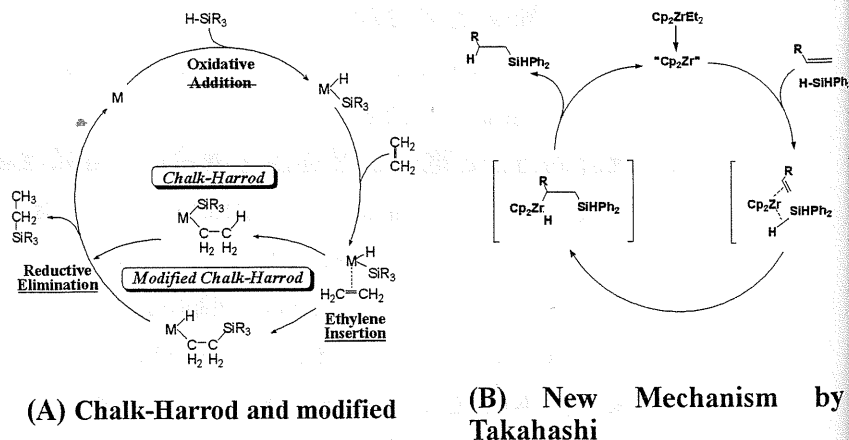 H-SiR3
Oxidative
Addition
M
H
M
SiR3
CH2
CH2
Chalk-Harrod
CH3
CH2
SiR3
SiR3
M
H
C
C
H2
H2
Reductive
Elimination
Modified Chalk-Harrod
H
M
SiR3
H2C=CH2
Ethylene
Insertion
H
M
SiR3
C
C
H2
H2
(A) Chalk-Harrod and modified
Cp2ZrEt2
R
H
SiHPh2
"Cp2Zr"
R
H-SiHPh2
R
Cp2Zr
H
SiHPh2
R
Cp2Zr
SiHPh2
H
(B) New Mechanism by
Takahashi